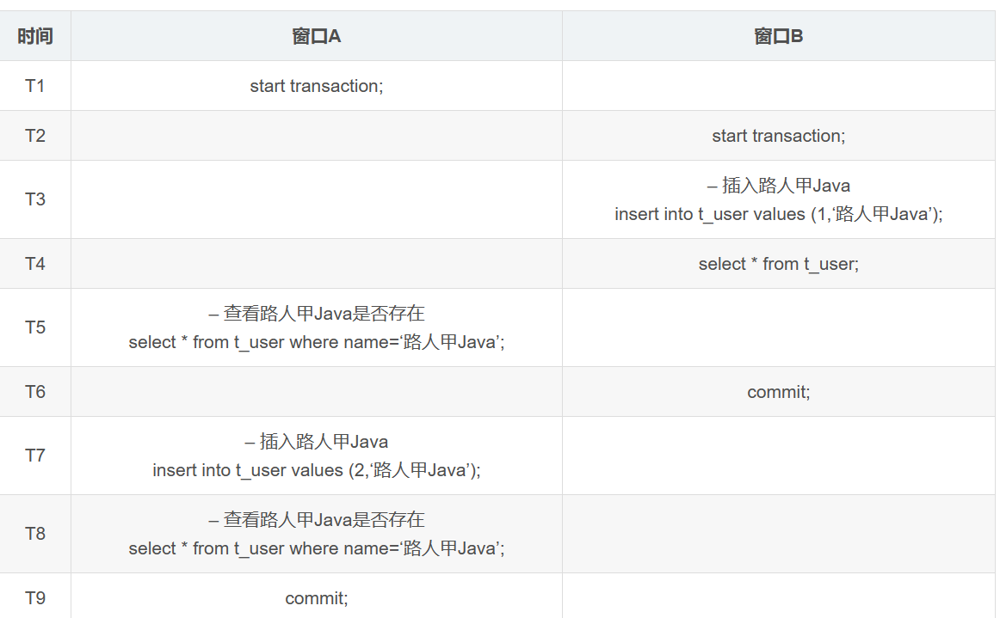 时间 窗口A 窗口B
T1 start transaction;
T2 start transaction;
T3 – 插入路人甲Java
insert into t_user values (1,‘路人甲Java’);
T4 select * from t_user;
T5 – 查看路人甲Java是否存在
select * from t_user where name=‘路人甲Java’;
T6 commit;
T7 – 插入路人甲Java
insert into t_user values (2,‘路人甲Java’);
T8 – 查看路人甲Java是否存在
select * from t_user where name=‘路人甲Java’;
T9 commit;